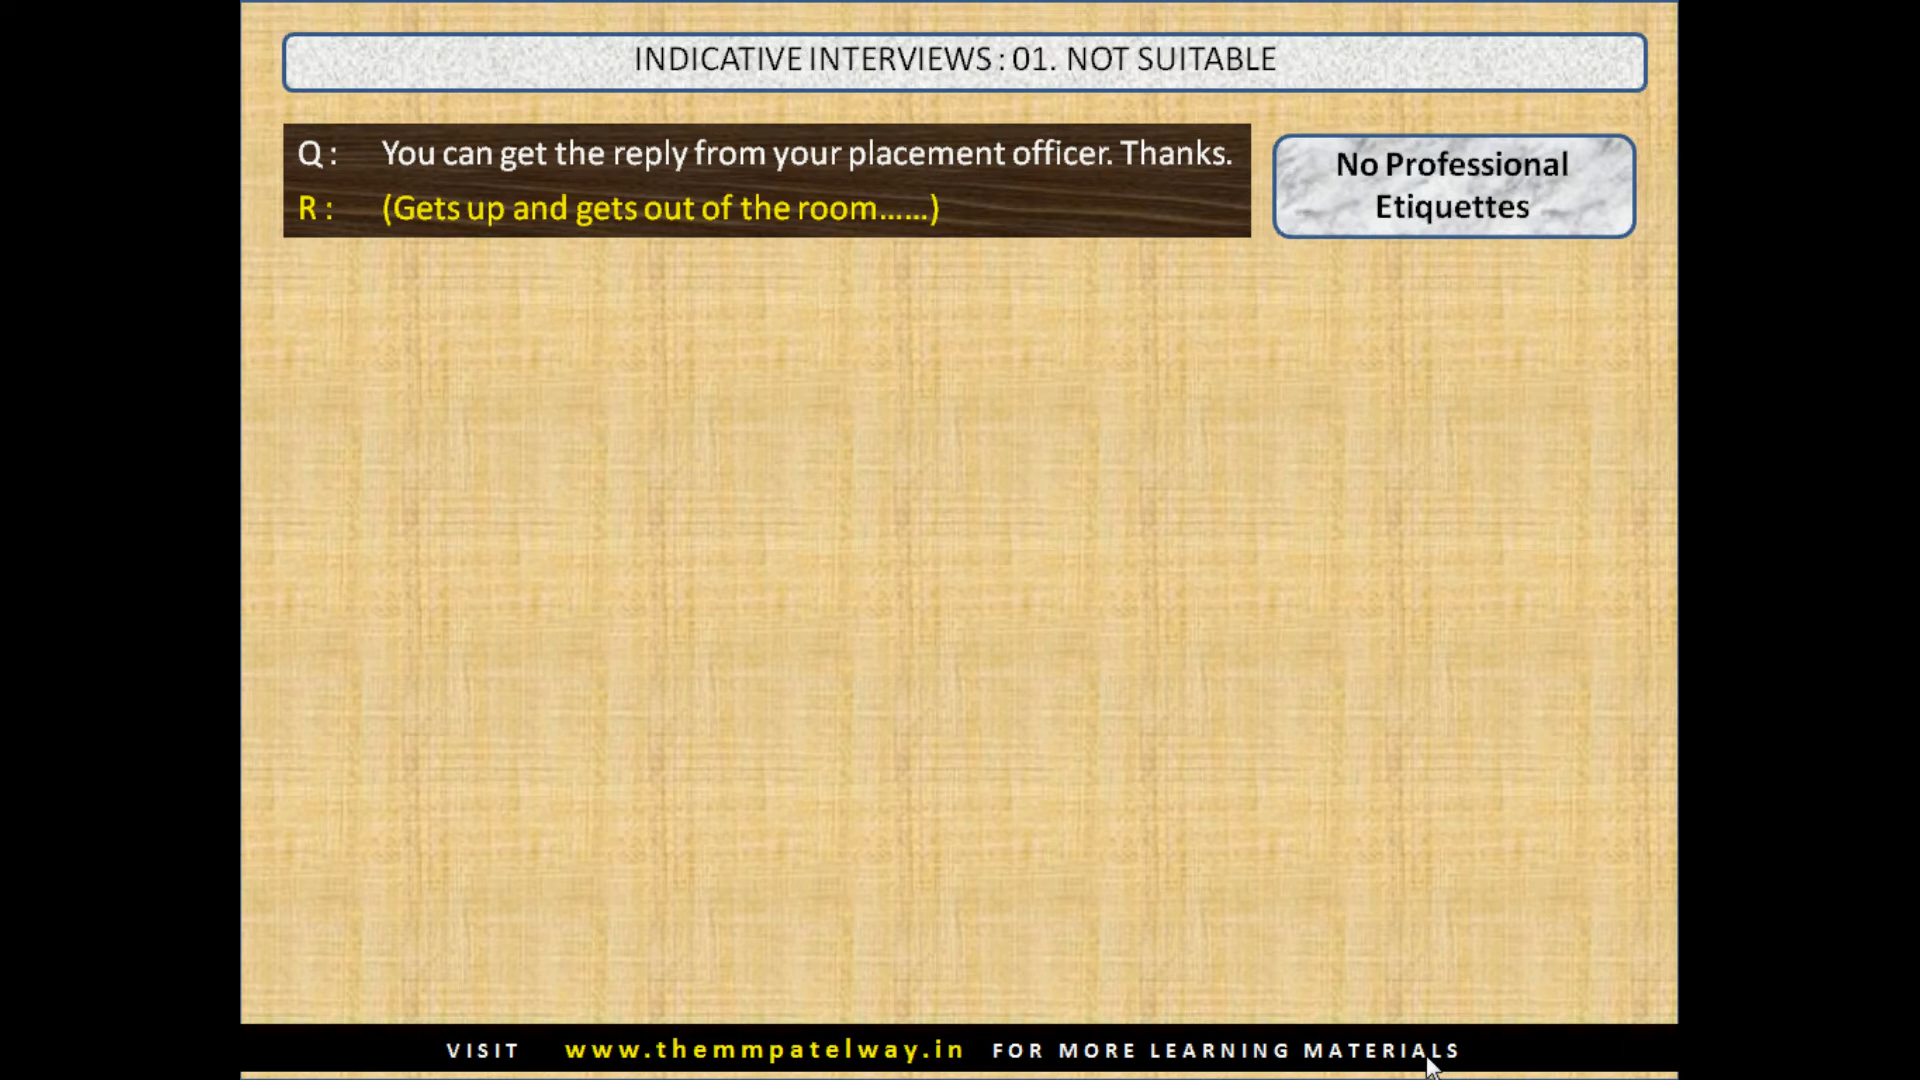 INDICATIVE INTERVIEWS : 01. NOT SUITABLE
Q : You can get the reply from your placement officer. Thanks.
R : (Gets up and gets out of the room......)
No Professional
Etiquettes
VISIT www.themmpatelway.in FOR MORE LEARNING MATERIALS